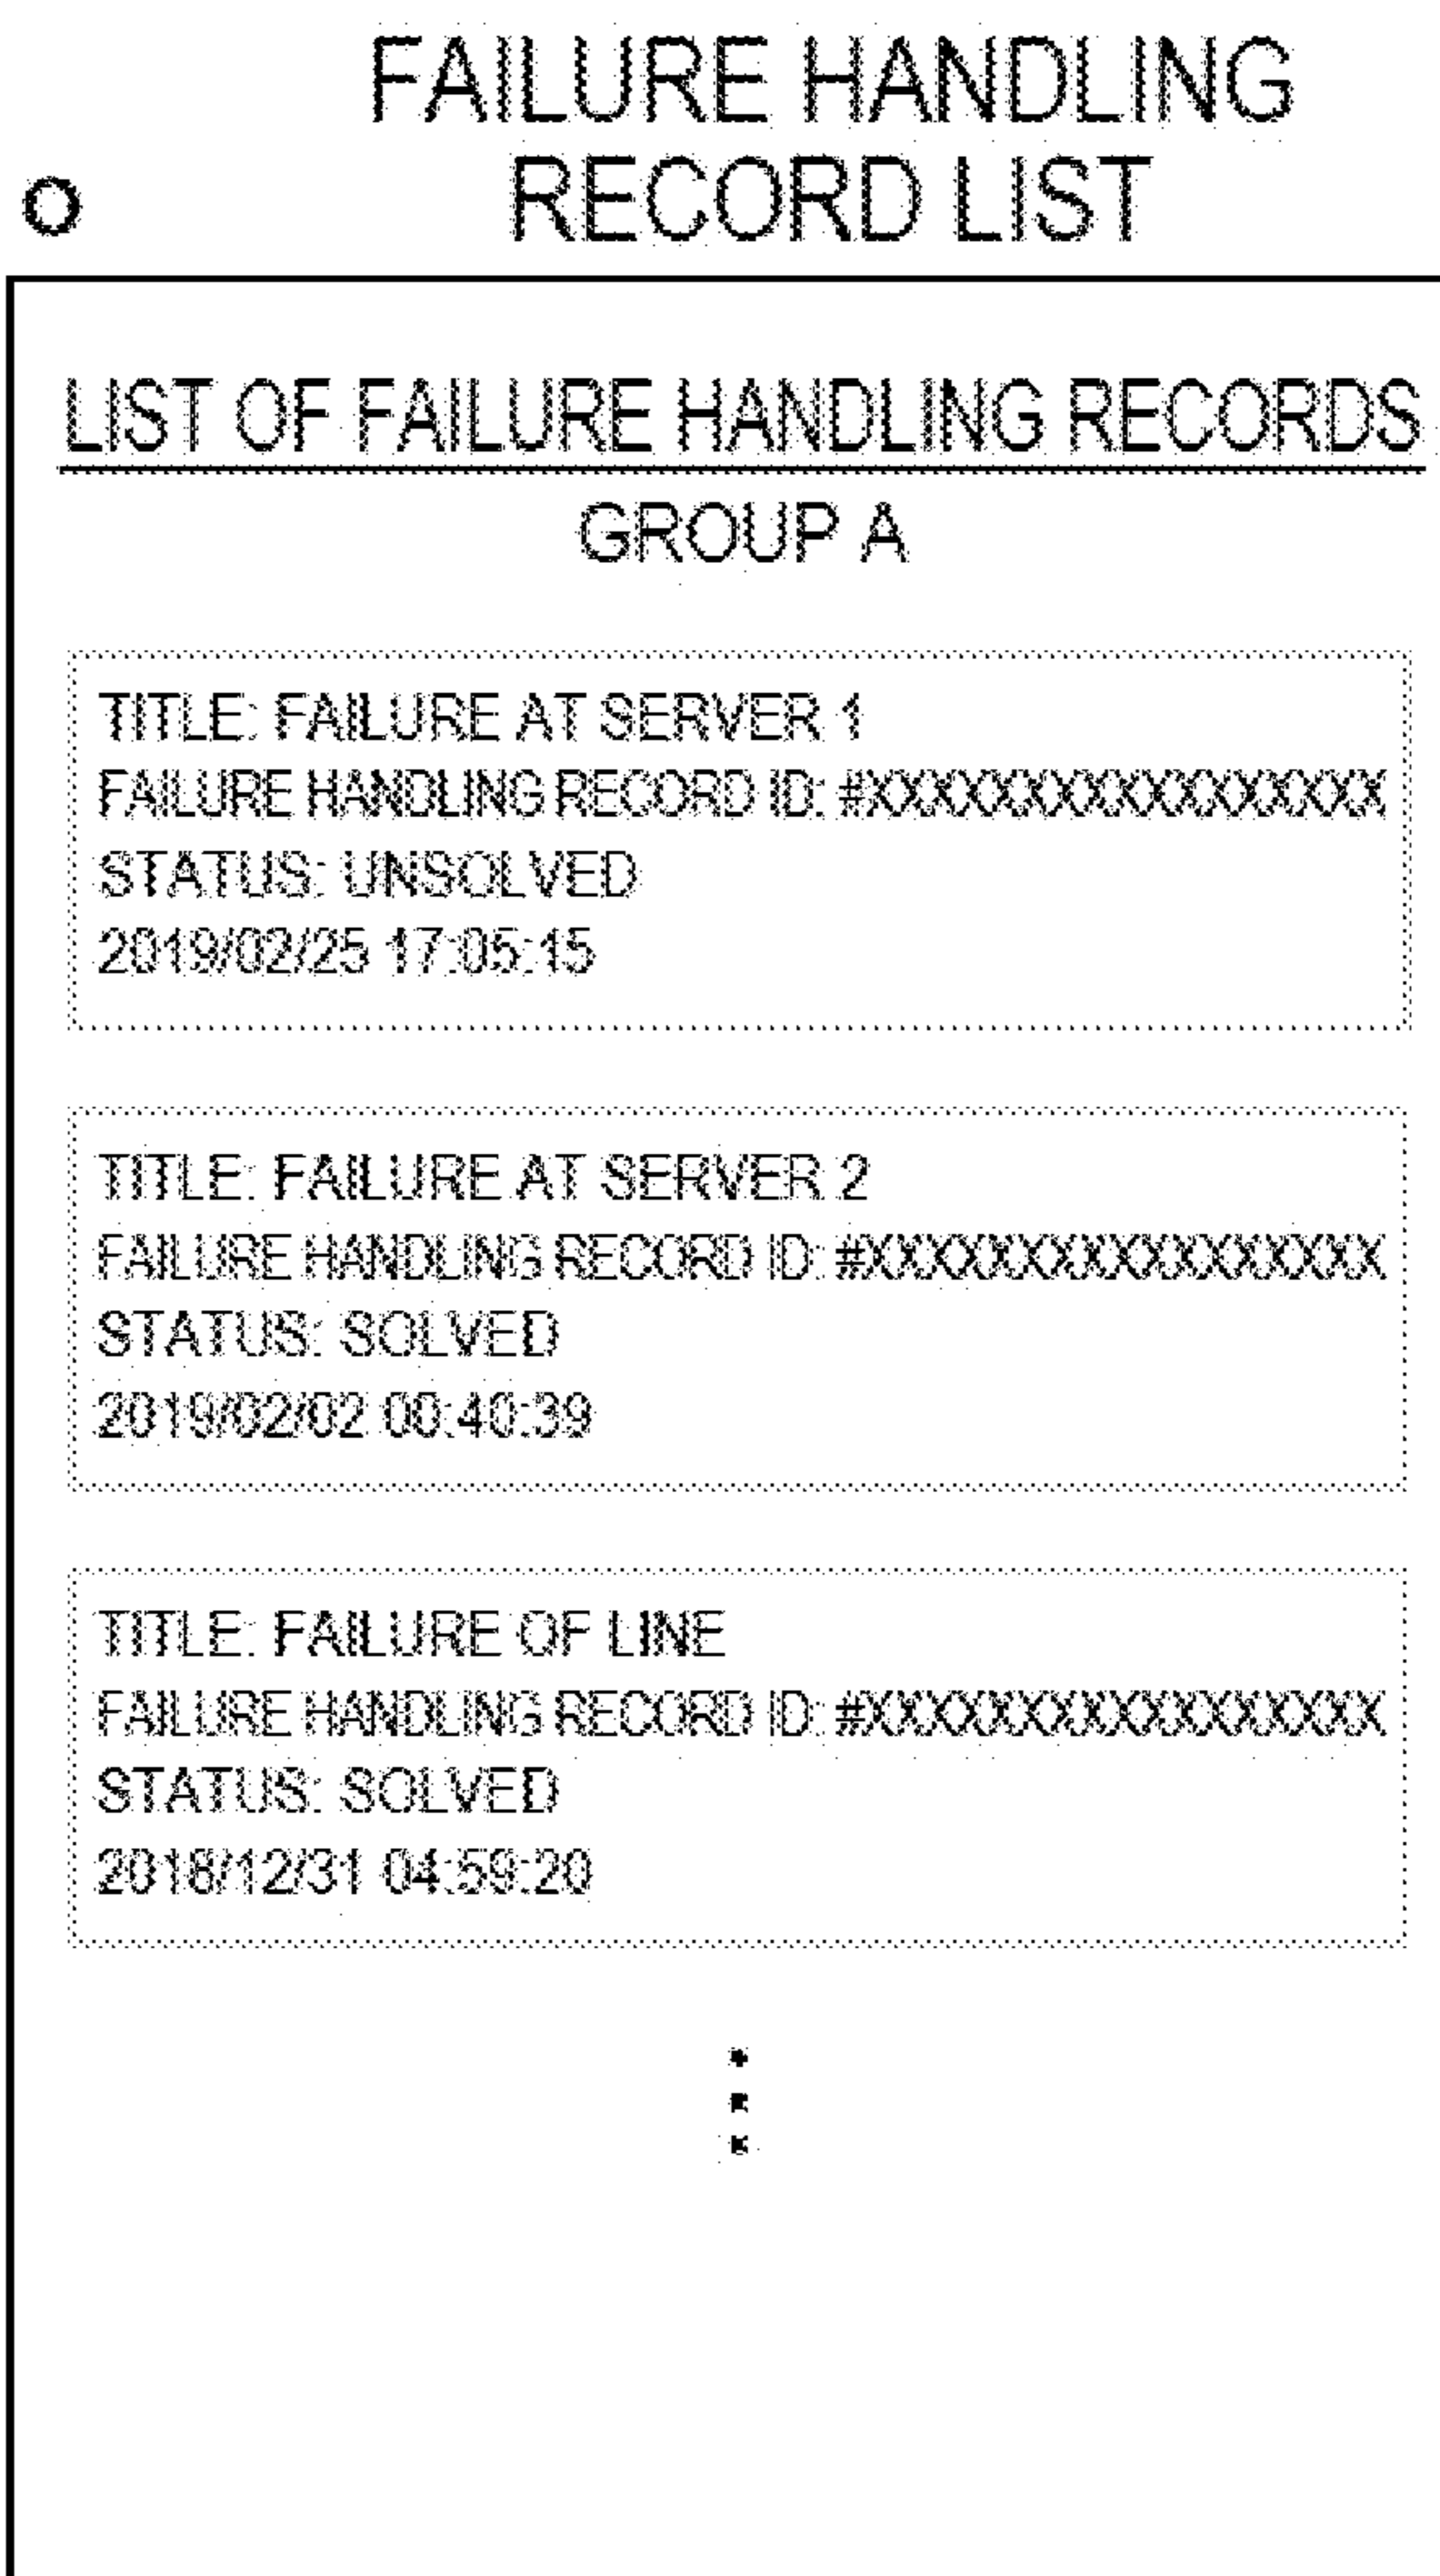 FAILURE HANDLING
RECORD LIST
LIST OF FAILURE HANDLING RECORDS
GROUP A
TITLE: FAILURE AT SERVER 1
FAILURE HANDLING RECORD ID: #XXXXXXXXXXXXXXXXX
STATUS: UNSOLVED
2019/02/25 17:05:15
TITLE: FAILURE AT SERVER 2
FAILURE HANDLING RECORD ID: #XXXXXXXXXXXXXXXXX
STATUS: SOLVED
2019/02/02 00:40:39
TITLE: FAILURE OF LINE
FAILURE HANDLING RECORD ID: #XXXXXXXXXXXXXXXXX
STATUS: SOLVED
2018/12/31 04:59:20